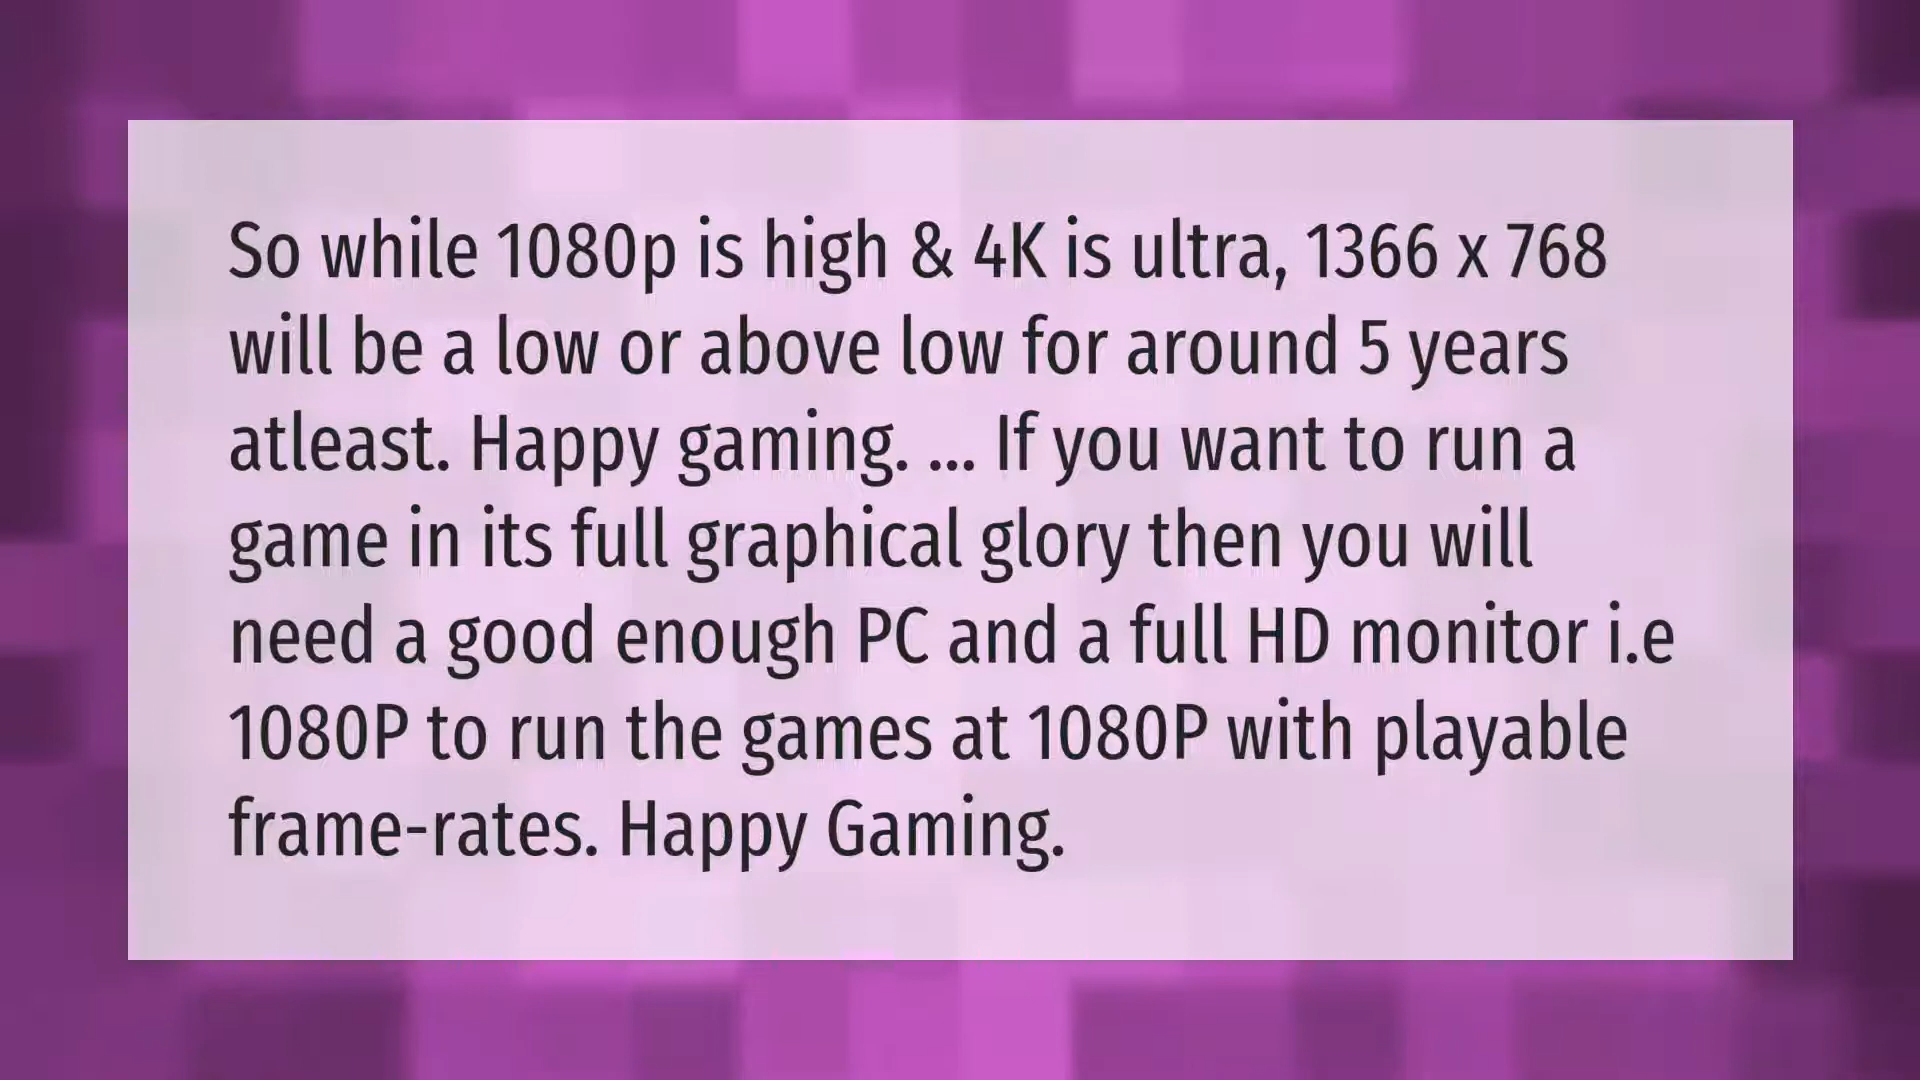 So while 1080p is high & 4K is ultra, 1366 x 768
will be a low or above low for around 5 years
atleast. Happy gaming. ... If you want to run a
game in its full graphical glory then you will
need a good enough PC and a full HD monitor i.e
1080P to run the games at 1080P with playable
frame-rates. Happy Gaming.